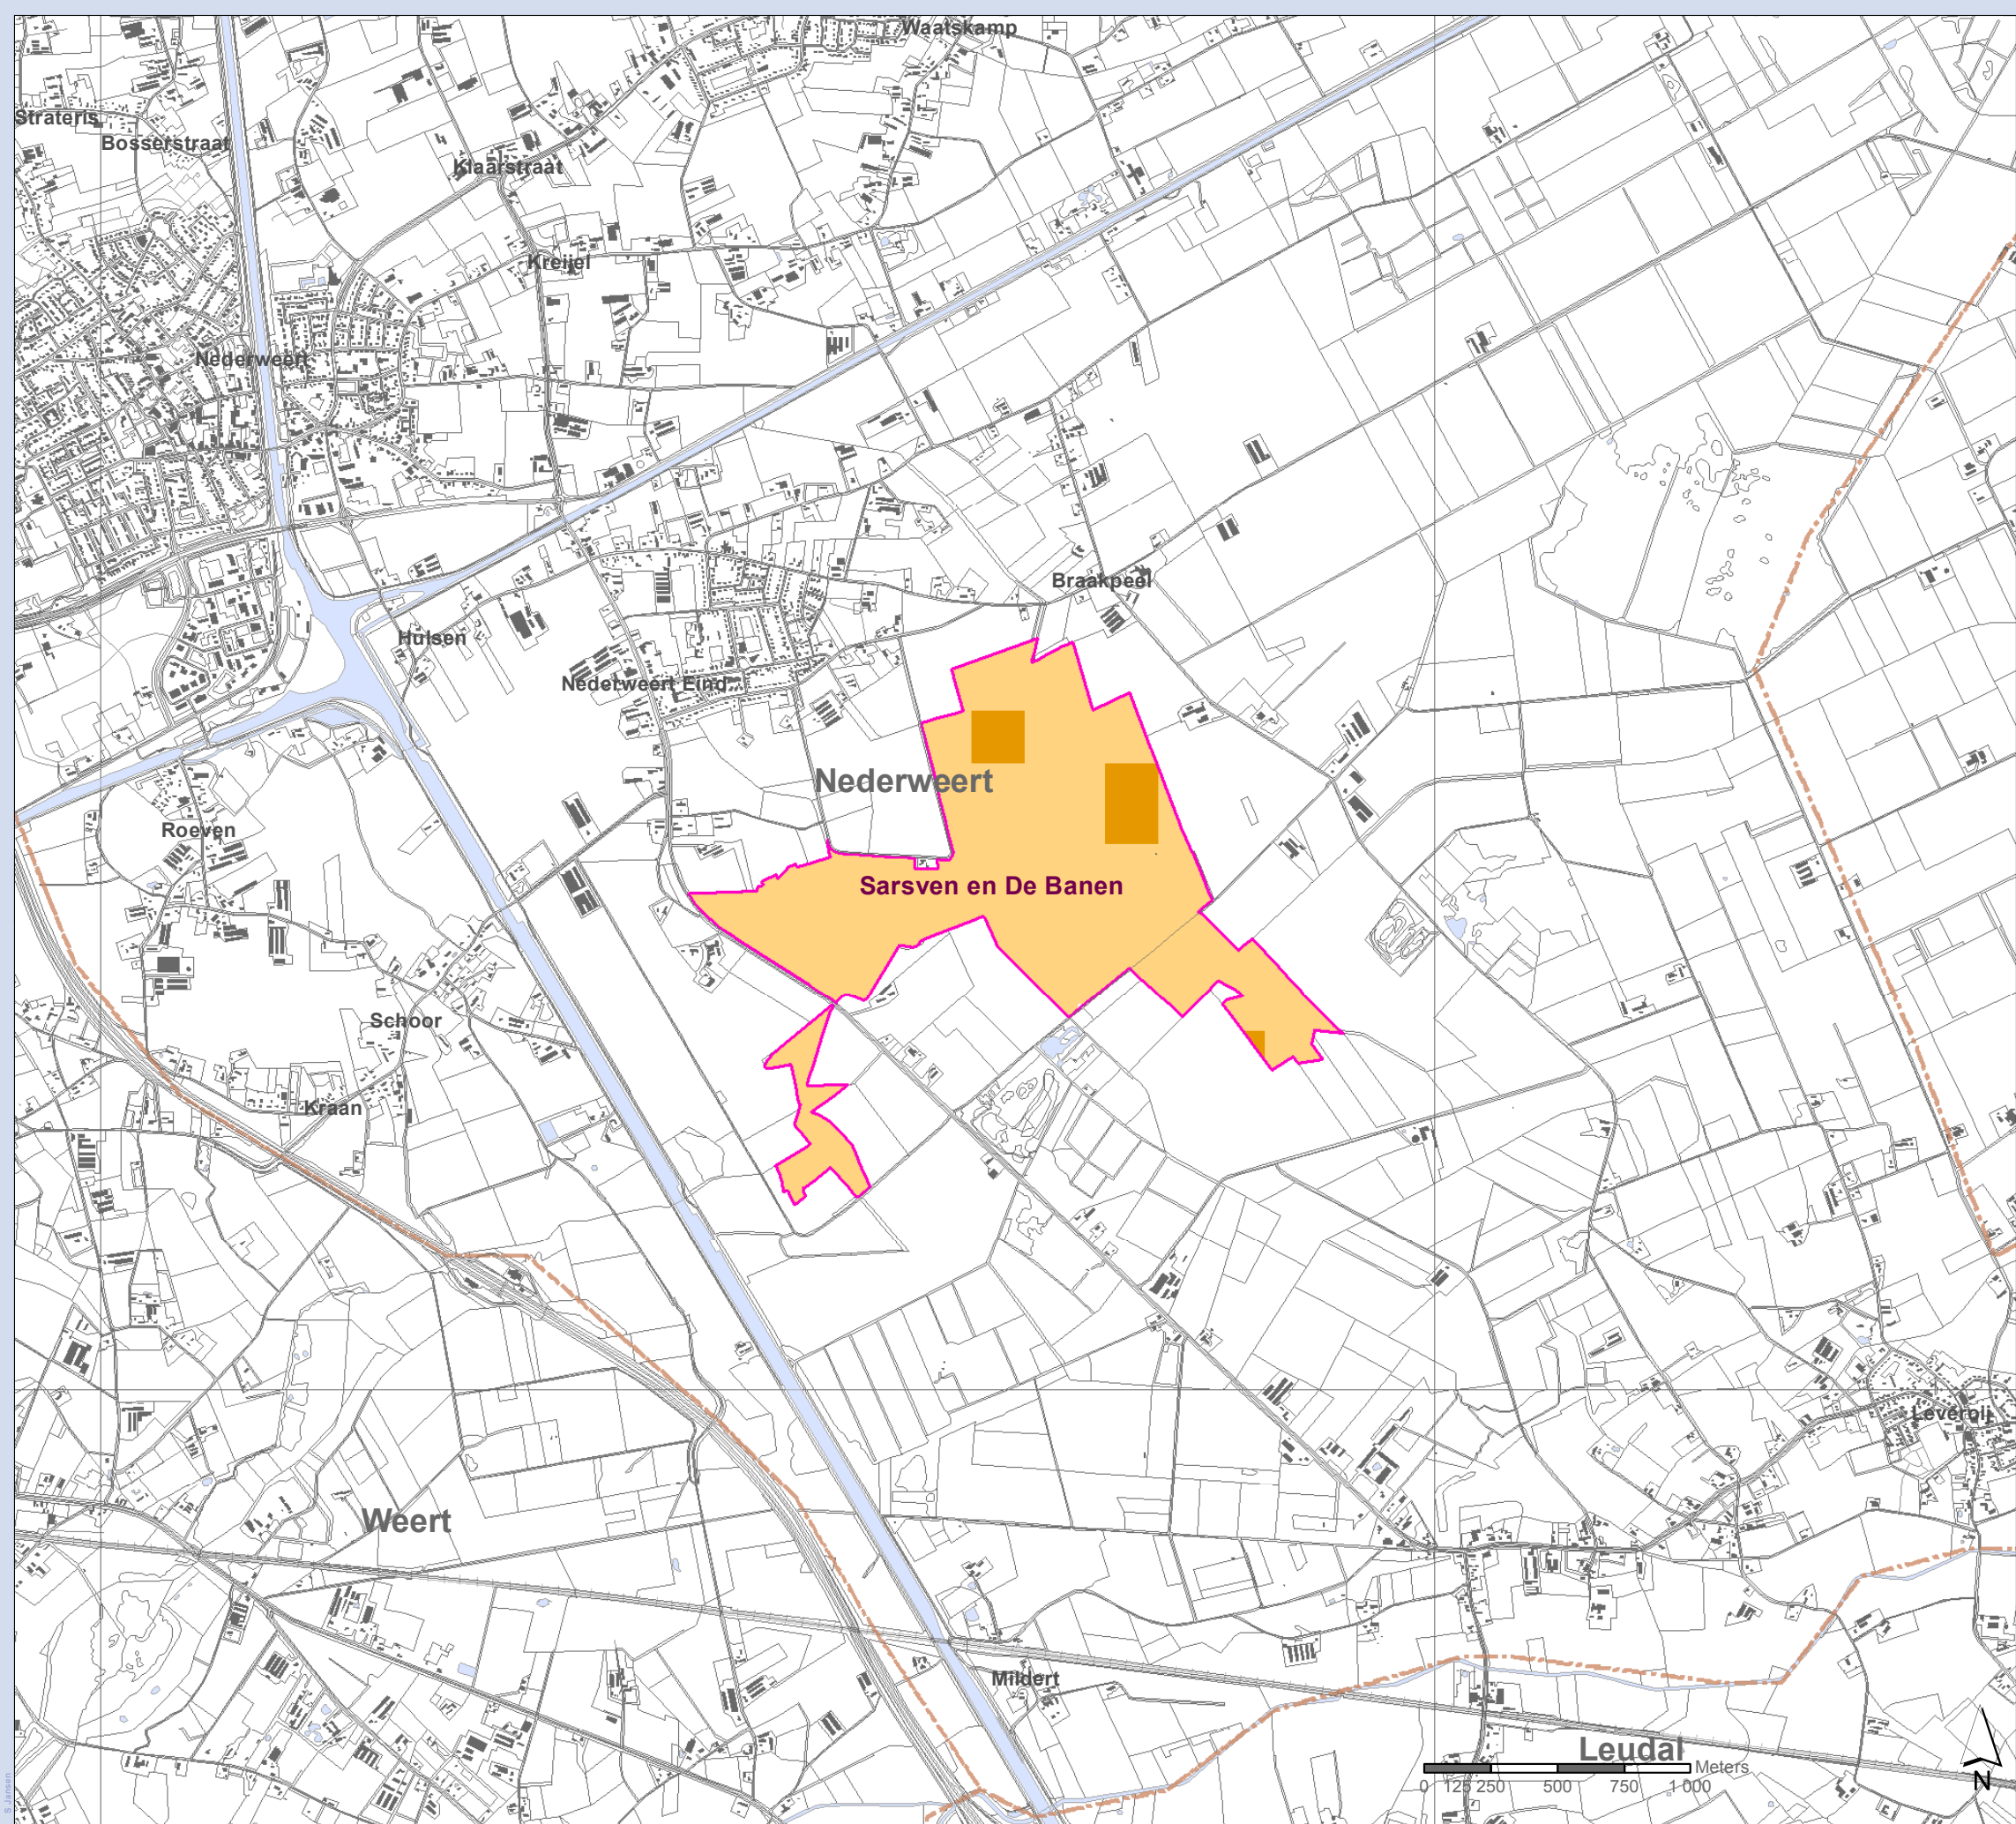 Waatskamp
Strateris
Bosserstraat
Klaarstraat
Kreijel
Nederweert
Braakpeel
Hulsen
Nederweert Eind
Nederweert
Roeven
Sarsven en De Banen
Schoor
Kraan
Leveroij
Weert
Mildert
Leudal
Meters
0 125 250 500 750 1 000
N
S Jansen